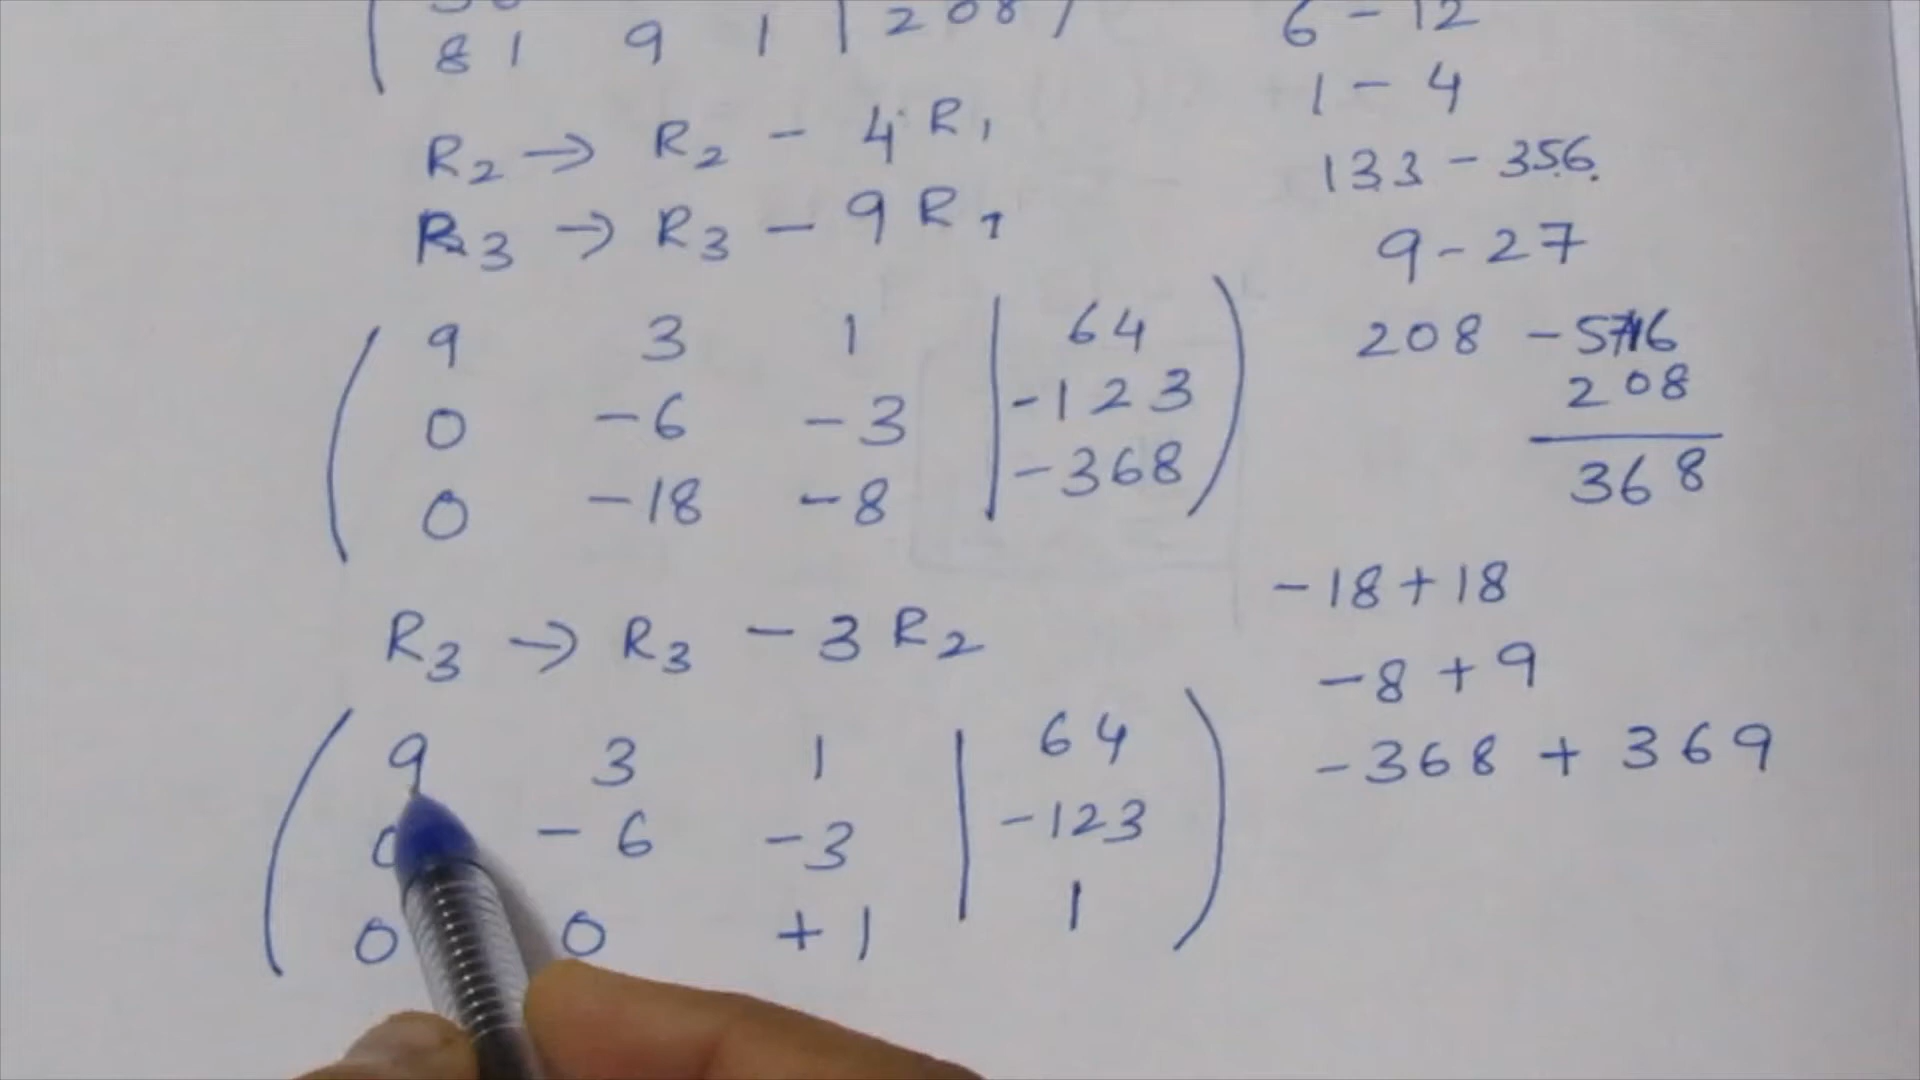 8 1 9 1 | 2 0 8 )
R2 → R2 - 4 R1
R3 → R3 - 9 R1
( 9 3 1 | 64 )
( 0 -6 -3 | -123 )
( 0 -18 -8 | -368 )
R3 → R3 - 3 R2
( 9 3 1 | 64 )
( 0 -6 -3 | -123 )
( 0 0 +1 | 1 )
6 - 12
1 - 4
133 - 356
9 - 27
208 -576
208
368
-18 + 18
-8 + 9
-368 + 369